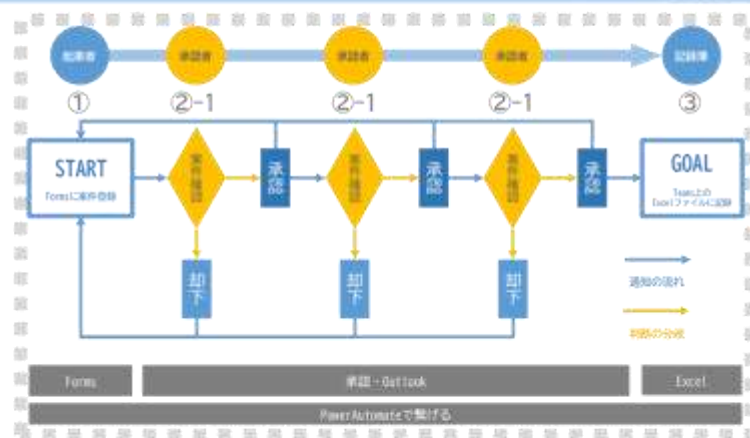 起案者
承認者
承認者
承認者
記録簿
①
②-1
②-1
②-1
③
START
Formsに案件登録
案件確認
承認
案件確認
承認
案件確認
承認
GOAL
Teams上の
Excelファイルに記録
却下
却下
却下
通知の流れ
判断の分岐
Forms
承認・Outlook
Excel
PowerAutomateで繋げる